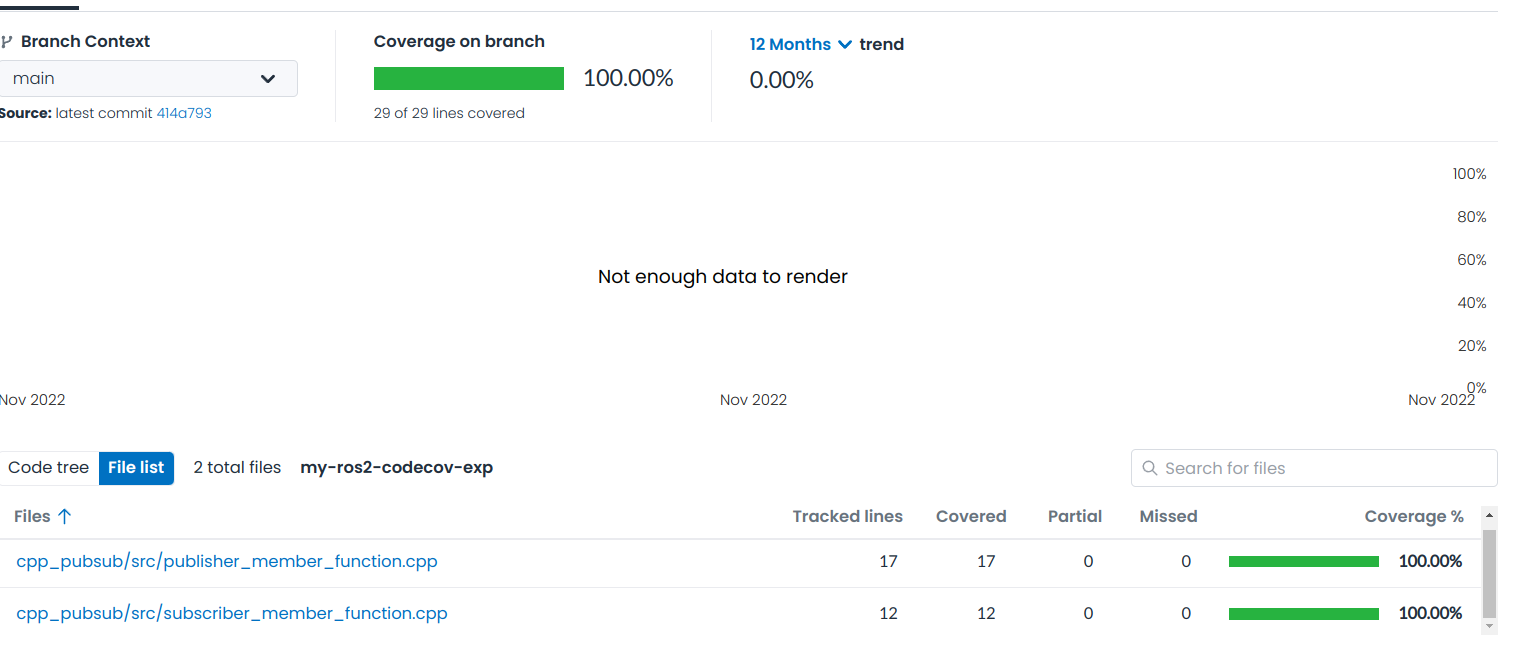 Branch Context
main
Source: latest commit 414a793
Coverage on branch
100.00%
29 of 29 lines covered
12 Months trend
0.00%
100%
80%
60%
40%
20%
0%
Not enough data to render
Nov 2022 Nov 2022 Nov 2022
Code tree File list 2 total files my-ros2-codecov-exp Search for files
Files Tracked lines Covered Partial Missed Coverage %
cpp_pubsub/src/publisher_member_function.cpp 17 17 0 0 100.00%
cpp_pubsub/src/subscriber_member_function.cpp 12 12 0 0 100.00%